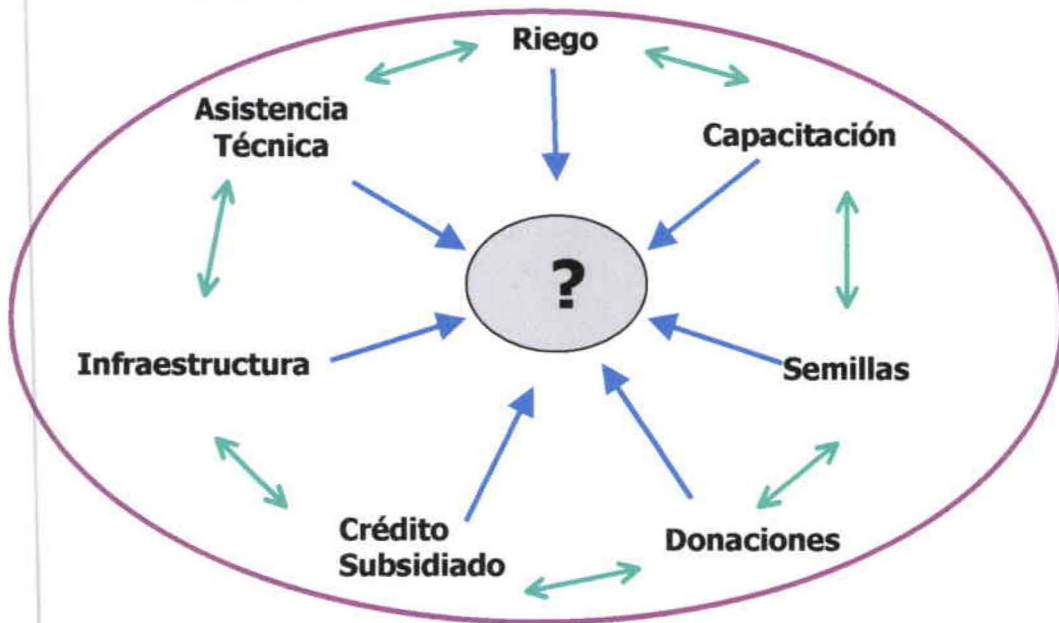 Riego
Asistencia
Técnica
Capacitación
?
Infraestructura
Semillas
Crédito
Subsidiado
Donaciones